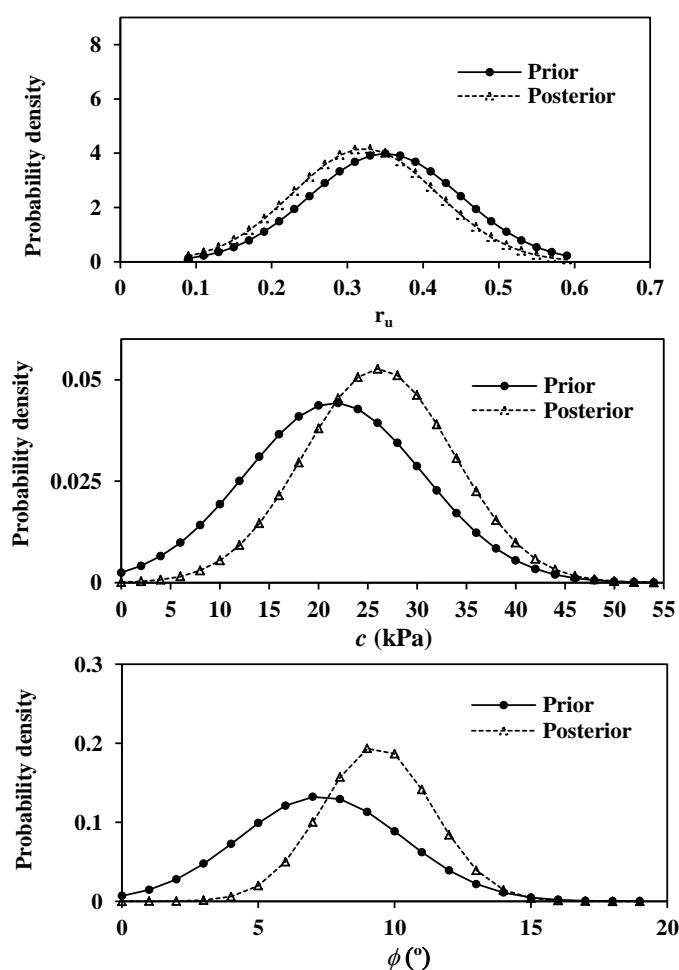 8
6
4
2
0
Probability density
Prior
Posterior
0 0.1 0.2 0.3 0.4 0.5 0.6 0.7
rᵤ
0.05
0.025
0
Probability density
Prior
Posterior
0 5 10 15 20 25 30 35 40 45 50 55
c (kPa)
0.3
0.2
0.1
0
Probability density
Prior
Posterior
0 5 10 15 20
ϕ (º)